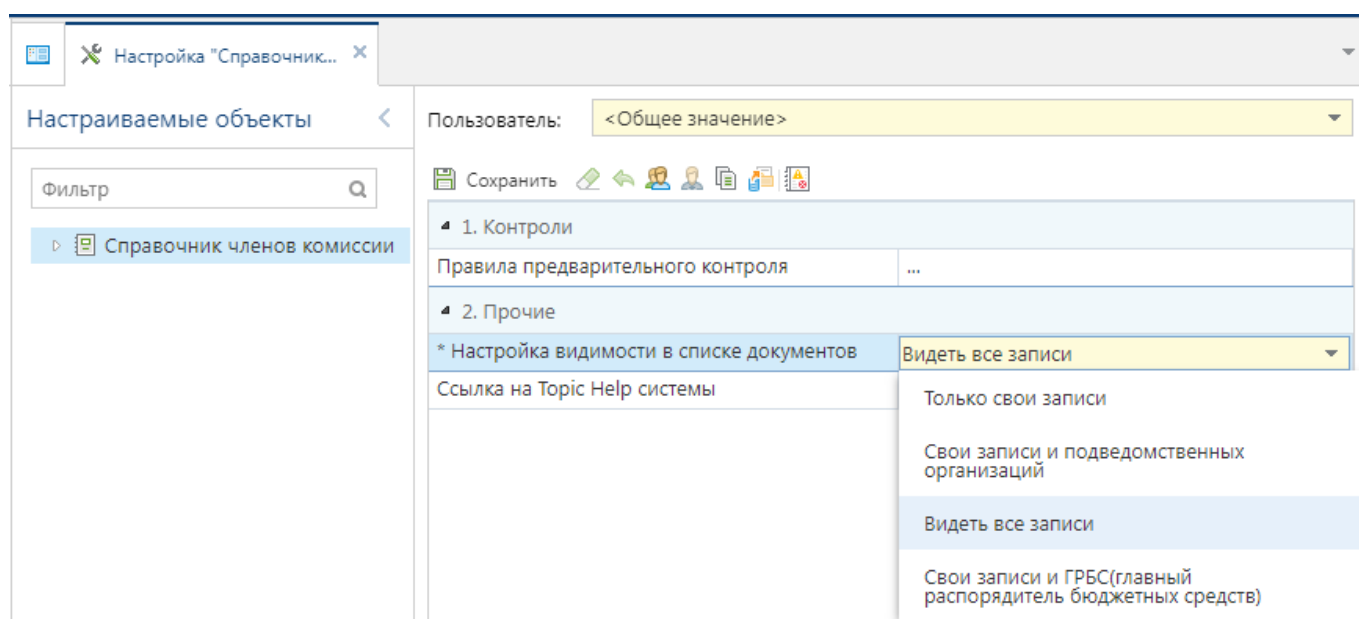 Настройка "Справочник...
Настраиваемые объекты
Пользователь:
<Общее значение>
Фильтр
Сохранить
Справочник членов комиссии
1. Контроли
Правила предварительного контроля
...
2. Прочие
* Настройка видимости в списке документов
Видеть все записи
Ссылка на Topic Help системы
Только свои записи
Свои записи и подведомственных
организаций
Видеть все записи
Свои записи и ГРБС(главный
распорядитель бюджетных средств)